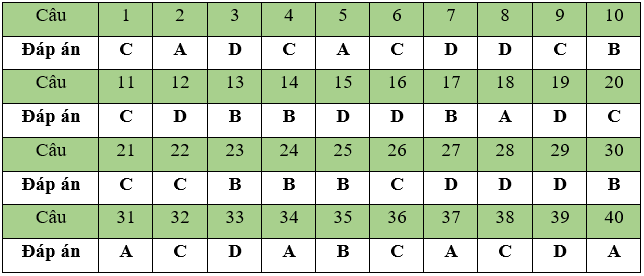 Câu 1 2 3 4 5 6 7 8 9 10
Đáp án C A D C A C D D C B
Câu 11 12 13 14 15 16 17 18 19 20
Đáp án C D B B D D B A D C
Câu 21 22 23 24 25 26 27 28 29 30
Đáp án C C B B B C D D D B
Câu 31 32 33 34 35 36 37 38 39 40
Đáp án A C D A B C A C D A